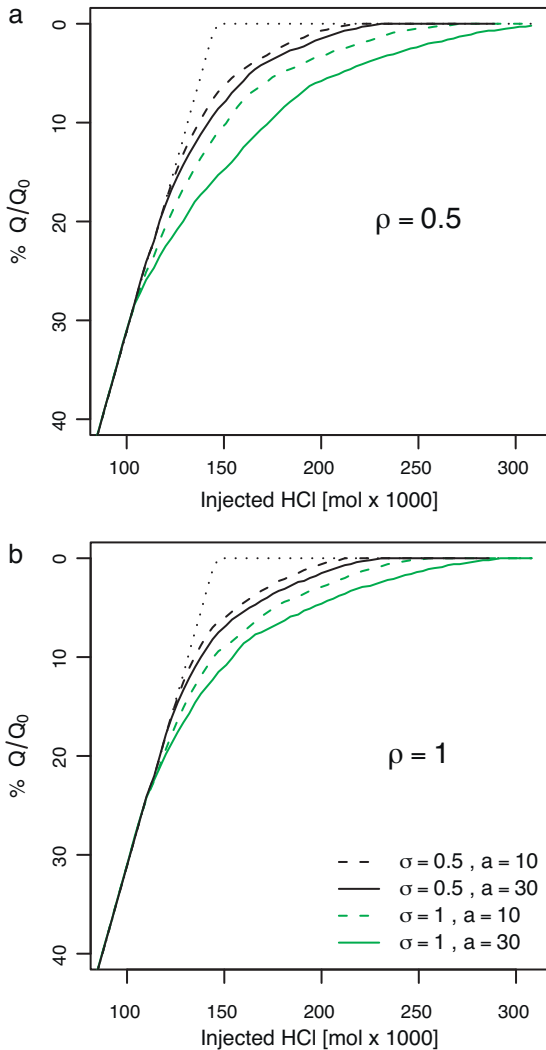 a
0
10
20
30
40
% Q/Q₀
ρ = 0.5
100 150 200 250 300
Injected HCl [mol x 1000]
b
0
10
20
30
40
% Q/Q₀
ρ = 1
σ = 0.5 , a = 10
σ = 0.5 , a = 30
σ = 1 , a = 10
σ = 1 , a = 30
100 150 200 250 300
Injected HCl [mol x 1000]